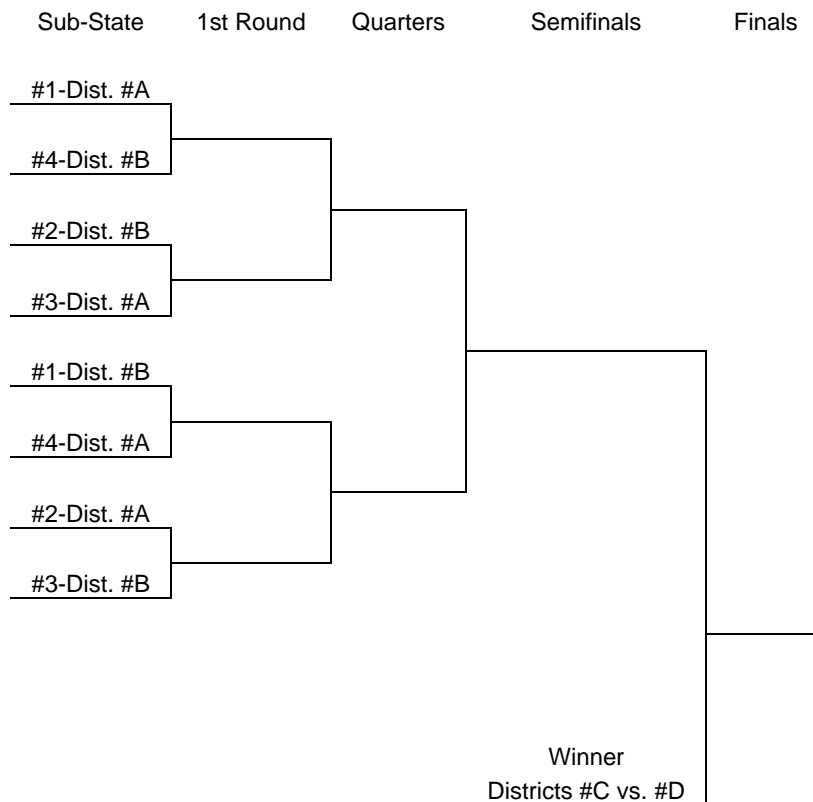 Sub-State 1st Round Quarters Semifinals Finals
#1-Dist. #A
#4-Dist. #B
#2-Dist. #B
#3-Dist. #A
#1-Dist. #B
#4-Dist. #A
#2-Dist. #A
#3-Dist. #B
Winner
Districts #C vs. #D